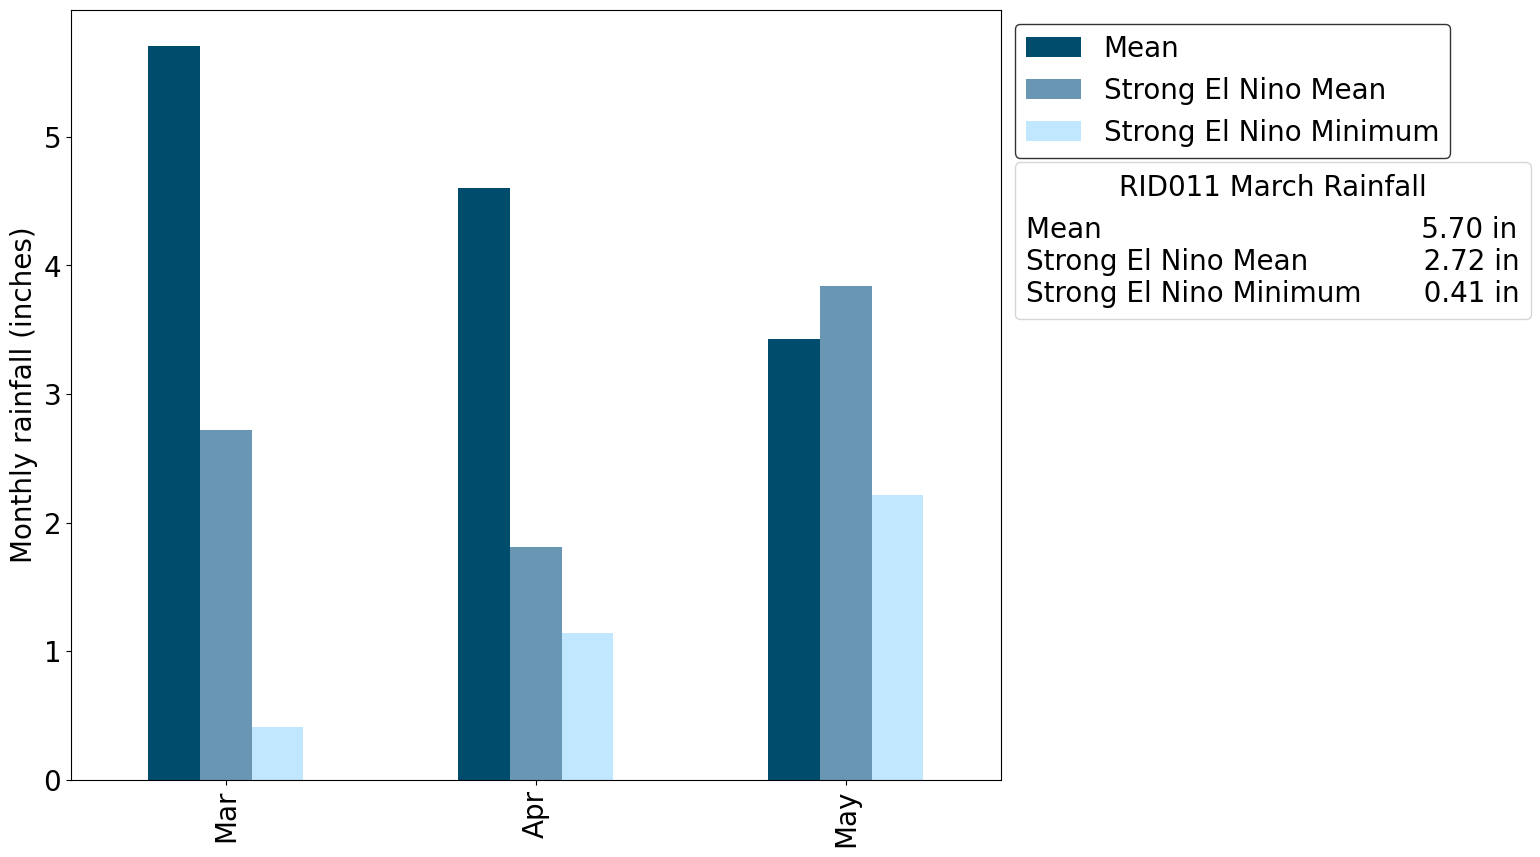 Monthly rainfall (inches)
5
4
3
2
1
0
Mar
Apr
May
Mean
Strong El Nino Mean
Strong El Nino Minimum
RID011 March Rainfall
Mean 5.70 in
Strong El Nino Mean 2.72 in
Strong El Nino Minimum 0.41 in